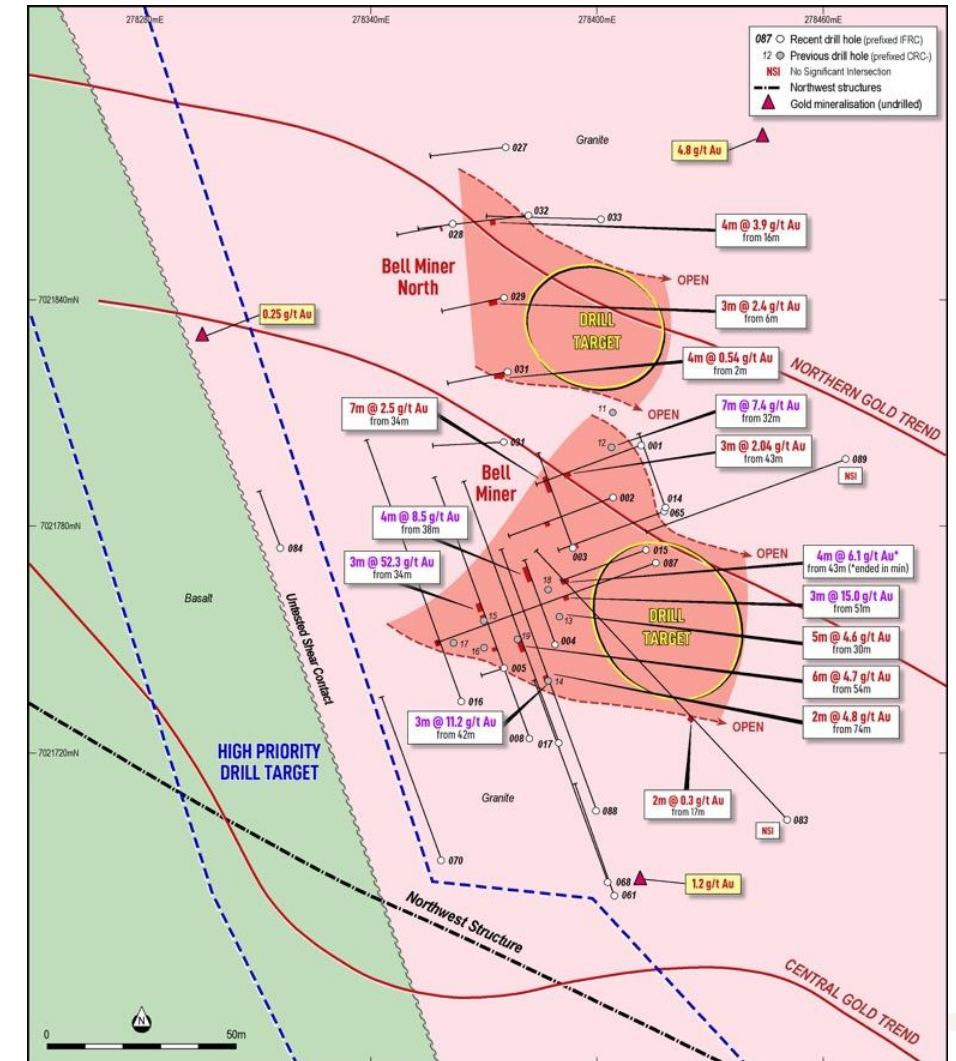 278280mE
278340mE
278400mE
278460mE
087 Recent drill hole (prefixed IFRC)
12 Previous drill hole (prefixed CRC-)
NSI No Significant Intersection
Northwest structures
Gold mineralisation (undrilled)
Granite
4.8 g/t Au
027
032
033
028
4m @ 3.9 g/t Au
from 16m
Bell Miner
North
OPEN
7021840mN
029
0.25 g/t Au
DRILL
TARGET
3m @ 2.4 g/t Au
from 6m
4m @ 0.54 g/t Au
from 2m
031
NORTHERN GOLD TREND
OPEN
7m @ 2.5 g/t Au
from 34m
11
7m @ 7.4 g/t Au
from 32m
031
12
001
3m @ 2.04 g/t Au
from 43m
089
NSI
Bell
Miner
002
014
065
4m @ 8.5 g/t Au
from 38m
7021780mN
084
003
015
OPEN
087
4m @ 6.1 g/t Au*
from 43m (*ended in min)
3m @ 52.3 g/t Au
from 34m
18
3m @ 15.0 g/t Au
from 51m
Basalt
Untested Shear Contact
15
13
DRILL
TARGET
5m @ 4.6 g/t Au
from 30m
17
16
19
004
005
14
6m @ 4.7 g/t Au
from 54m
016
2m @ 4.8 g/t Au
from 74m
3m @ 11.2 g/t Au
from 42m
008
017
OPEN
7021720mN
HIGH PRIORITY
DRILL TARGET
Granite
2m @ 0.3 g/t Au
from 17m
088
083
NSI
070
068
061
1.2 g/t Au
Northwest Structure
CENTRAL GOLD TREND
N
0
50m